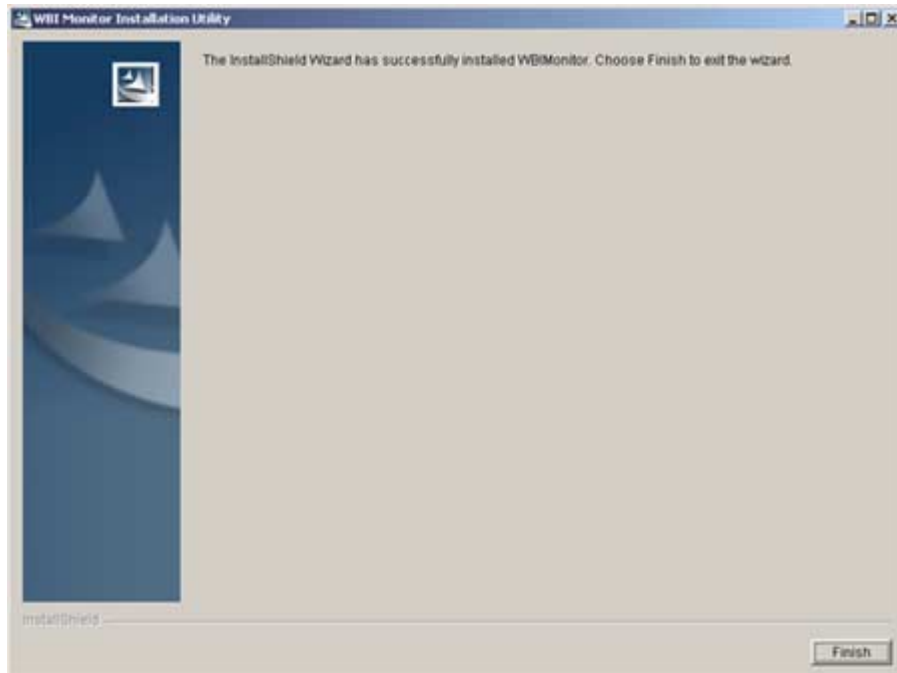 WBI Monitor Installation Utility
The InstallShield Wizard has successfully installed WBIMonitor. Choose Finish to exit the wizard.
InstallShield
Finish